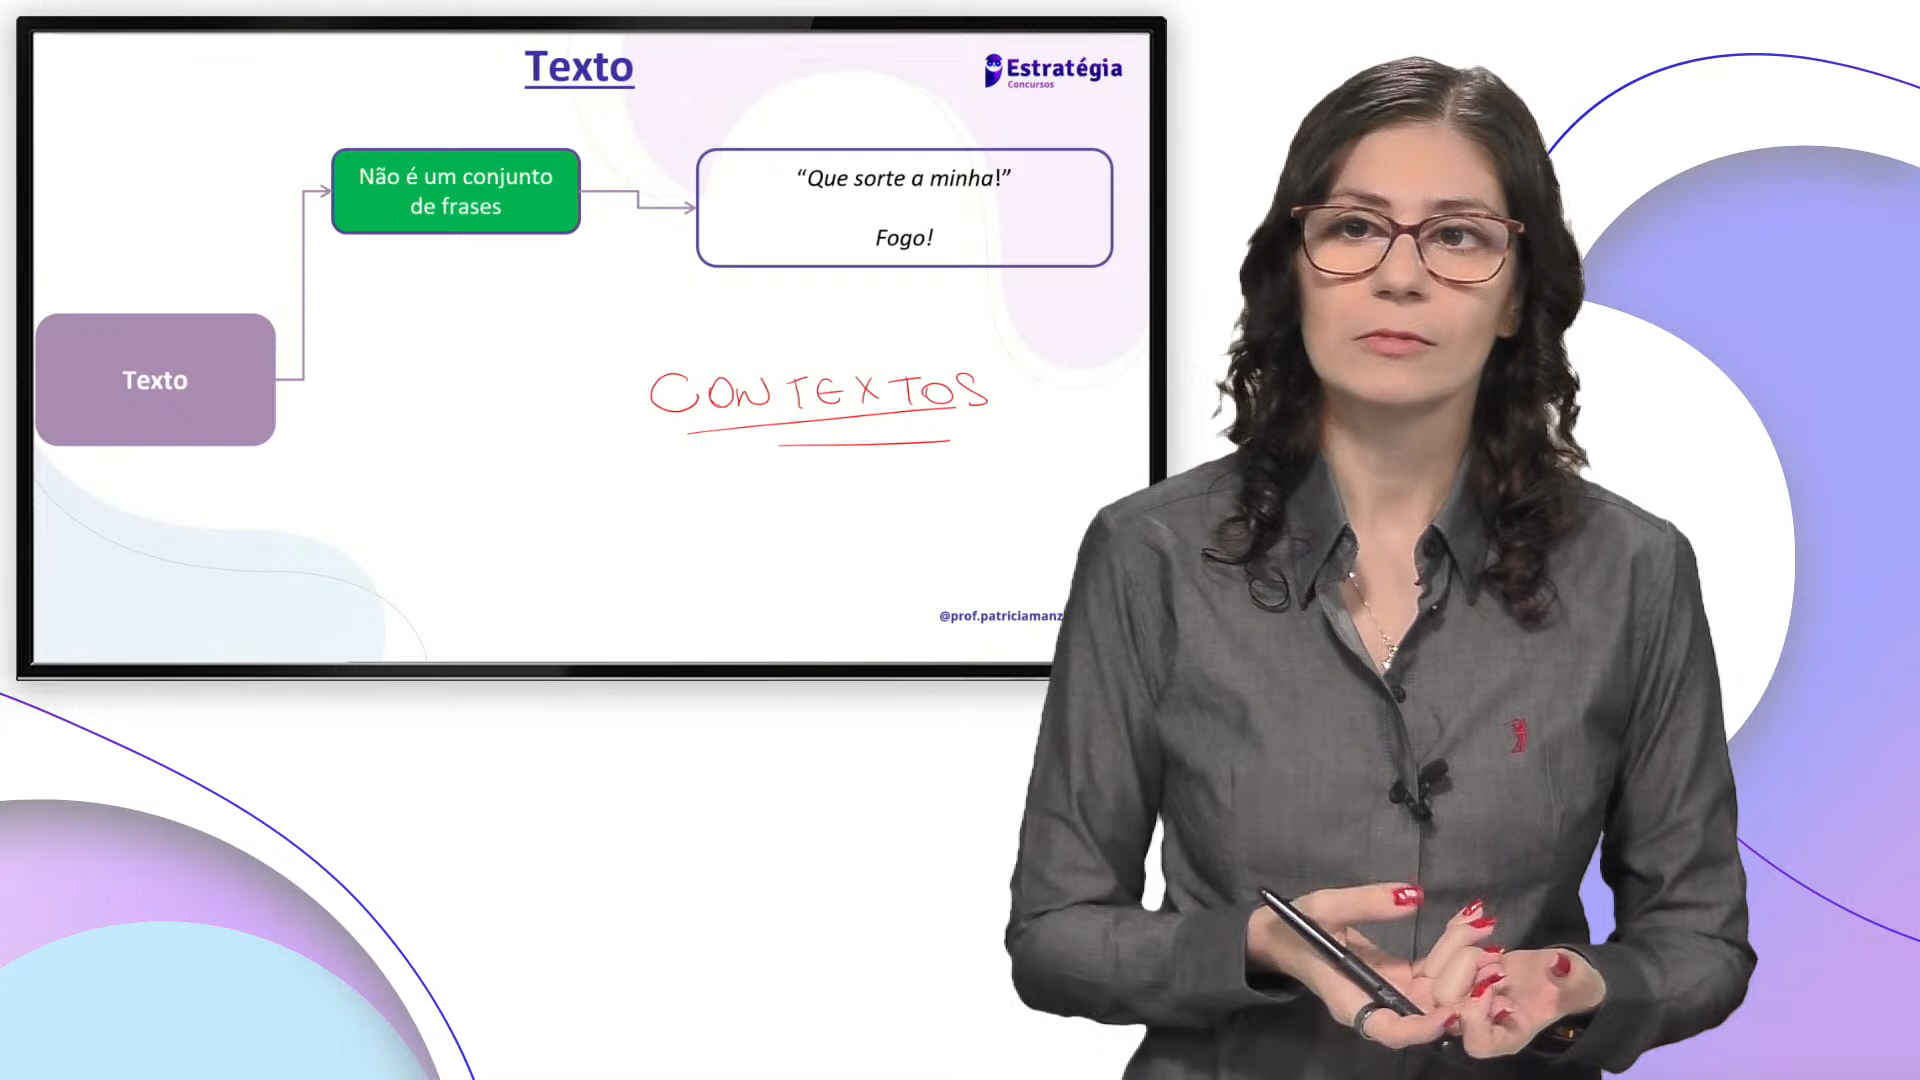 Texto
Estratégia
Concursos
Não é um conjunto
de frases
“Que sorte a minha!”
Fogo!
Texto
CONTEXTOS
@prof.patriciamanz